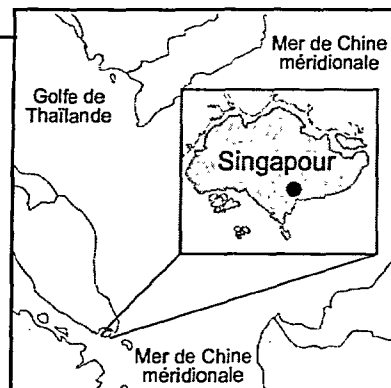 Mer de Chine
méridionale
Golfe de
Thaïlande
Singapour
Mer de Chine
méridionale